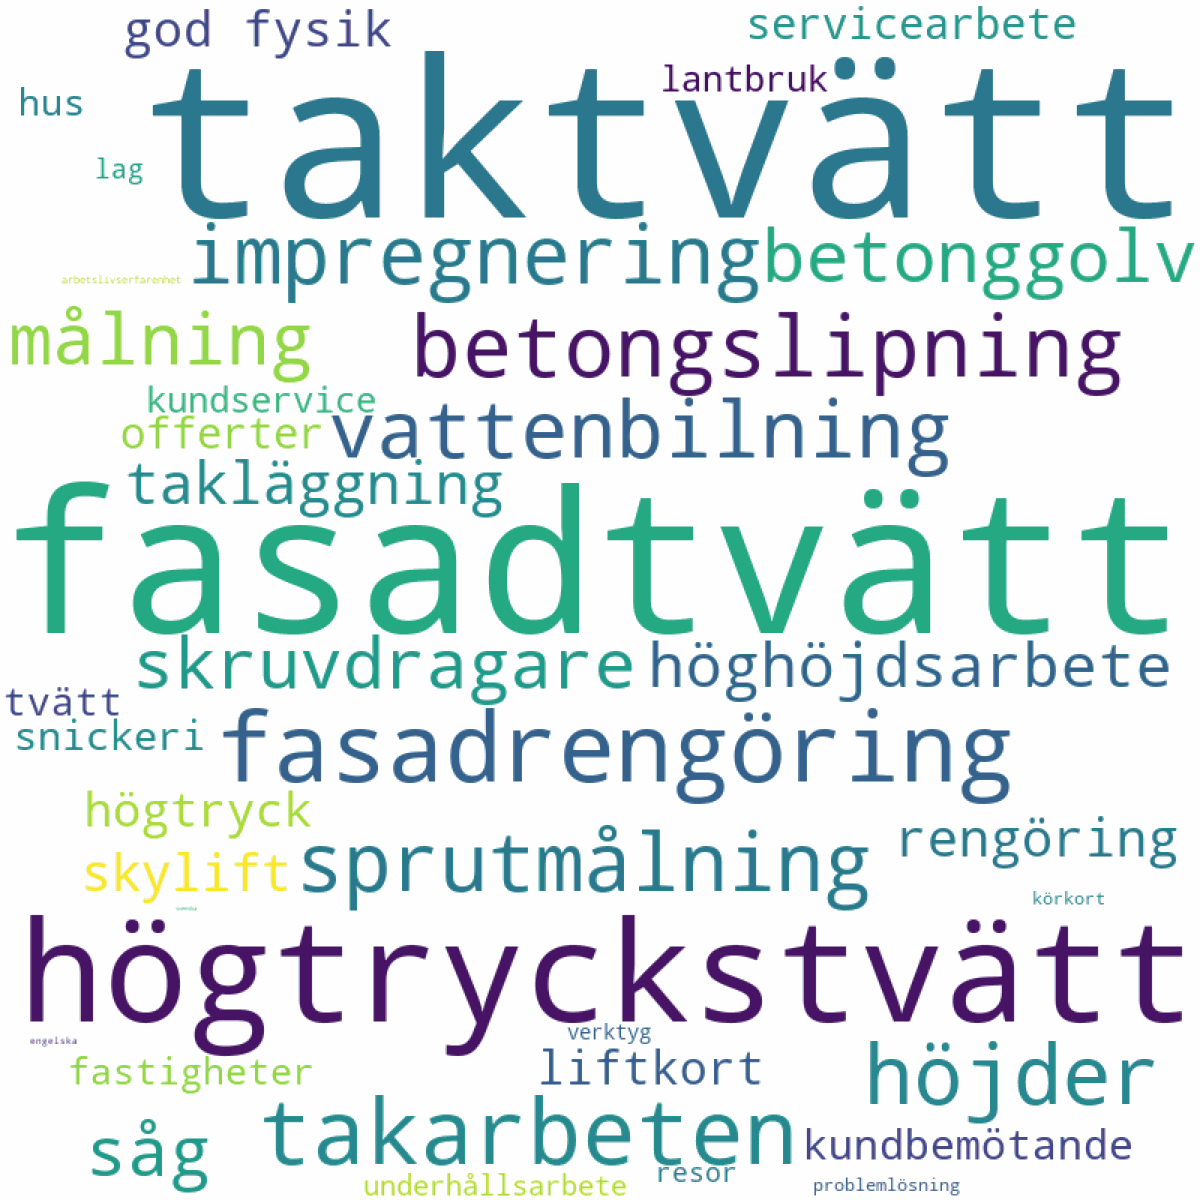 god fysik
servicearbete
lantbruk
hus
taktvätt
lag
impregnering
betonggolv
arbetslivserfarenhet
målning
betongslipning
kundservice
offerter
vattenbilning
takläggning
fasadtvätt
skruvdragare
höghöjdsarbete
tvätt
snickeri
fasadrengöring
högtryck
rengöring
skylift
sprutmålning
körkort
högtryckstvätt
engelska
verktyg
fastigheter
liftkort
höjder
såg
takarbeten
kundbemötande
resor
underhållsarbete
problemlösning